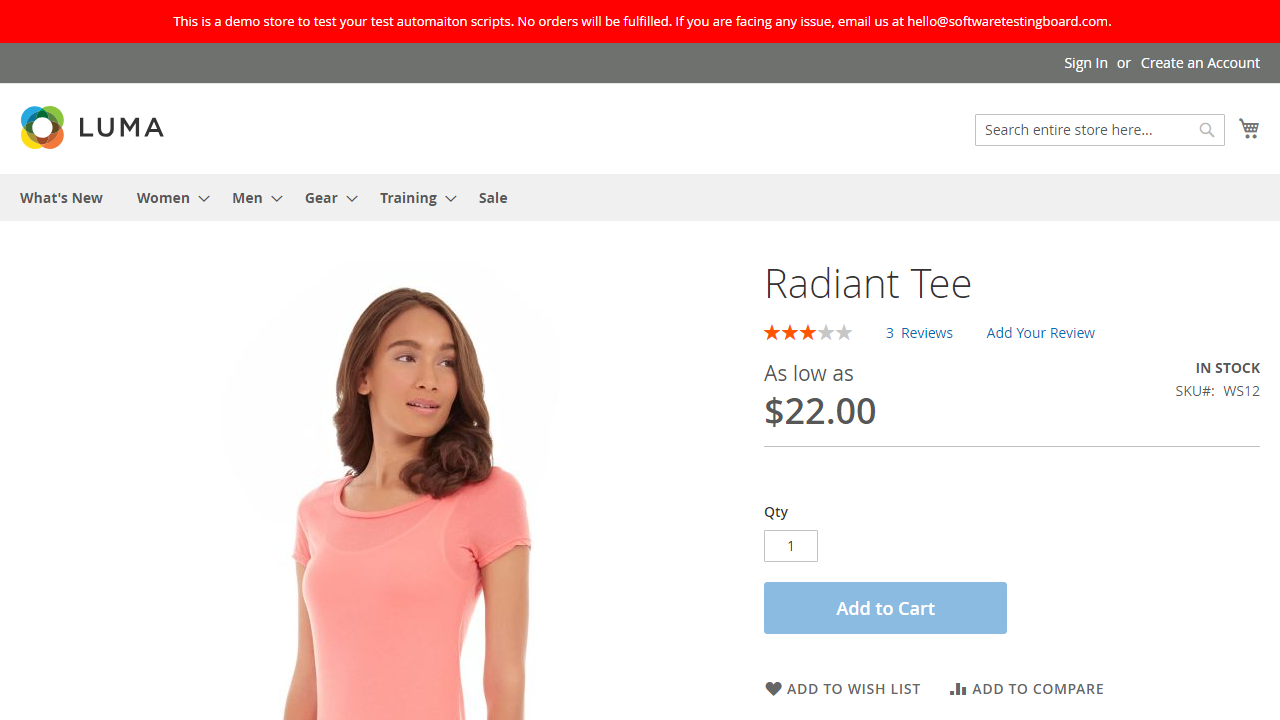 This is a demo store to test your test automaiton scripts. No orders will be fulfilled. If you are facing any issue, email us at hello@softwaretestingboard.com.
Sign In or Create an Account
LUMA
Search entire store here...
What's New Women Men Gear Training Sale
Radiant Tee
3 Reviews Add Your Review
As low as
$22.00
IN STOCK
SKU#: WS12
Qty
1
Add to Cart
ADD TO WISH LIST ADD TO COMPARE